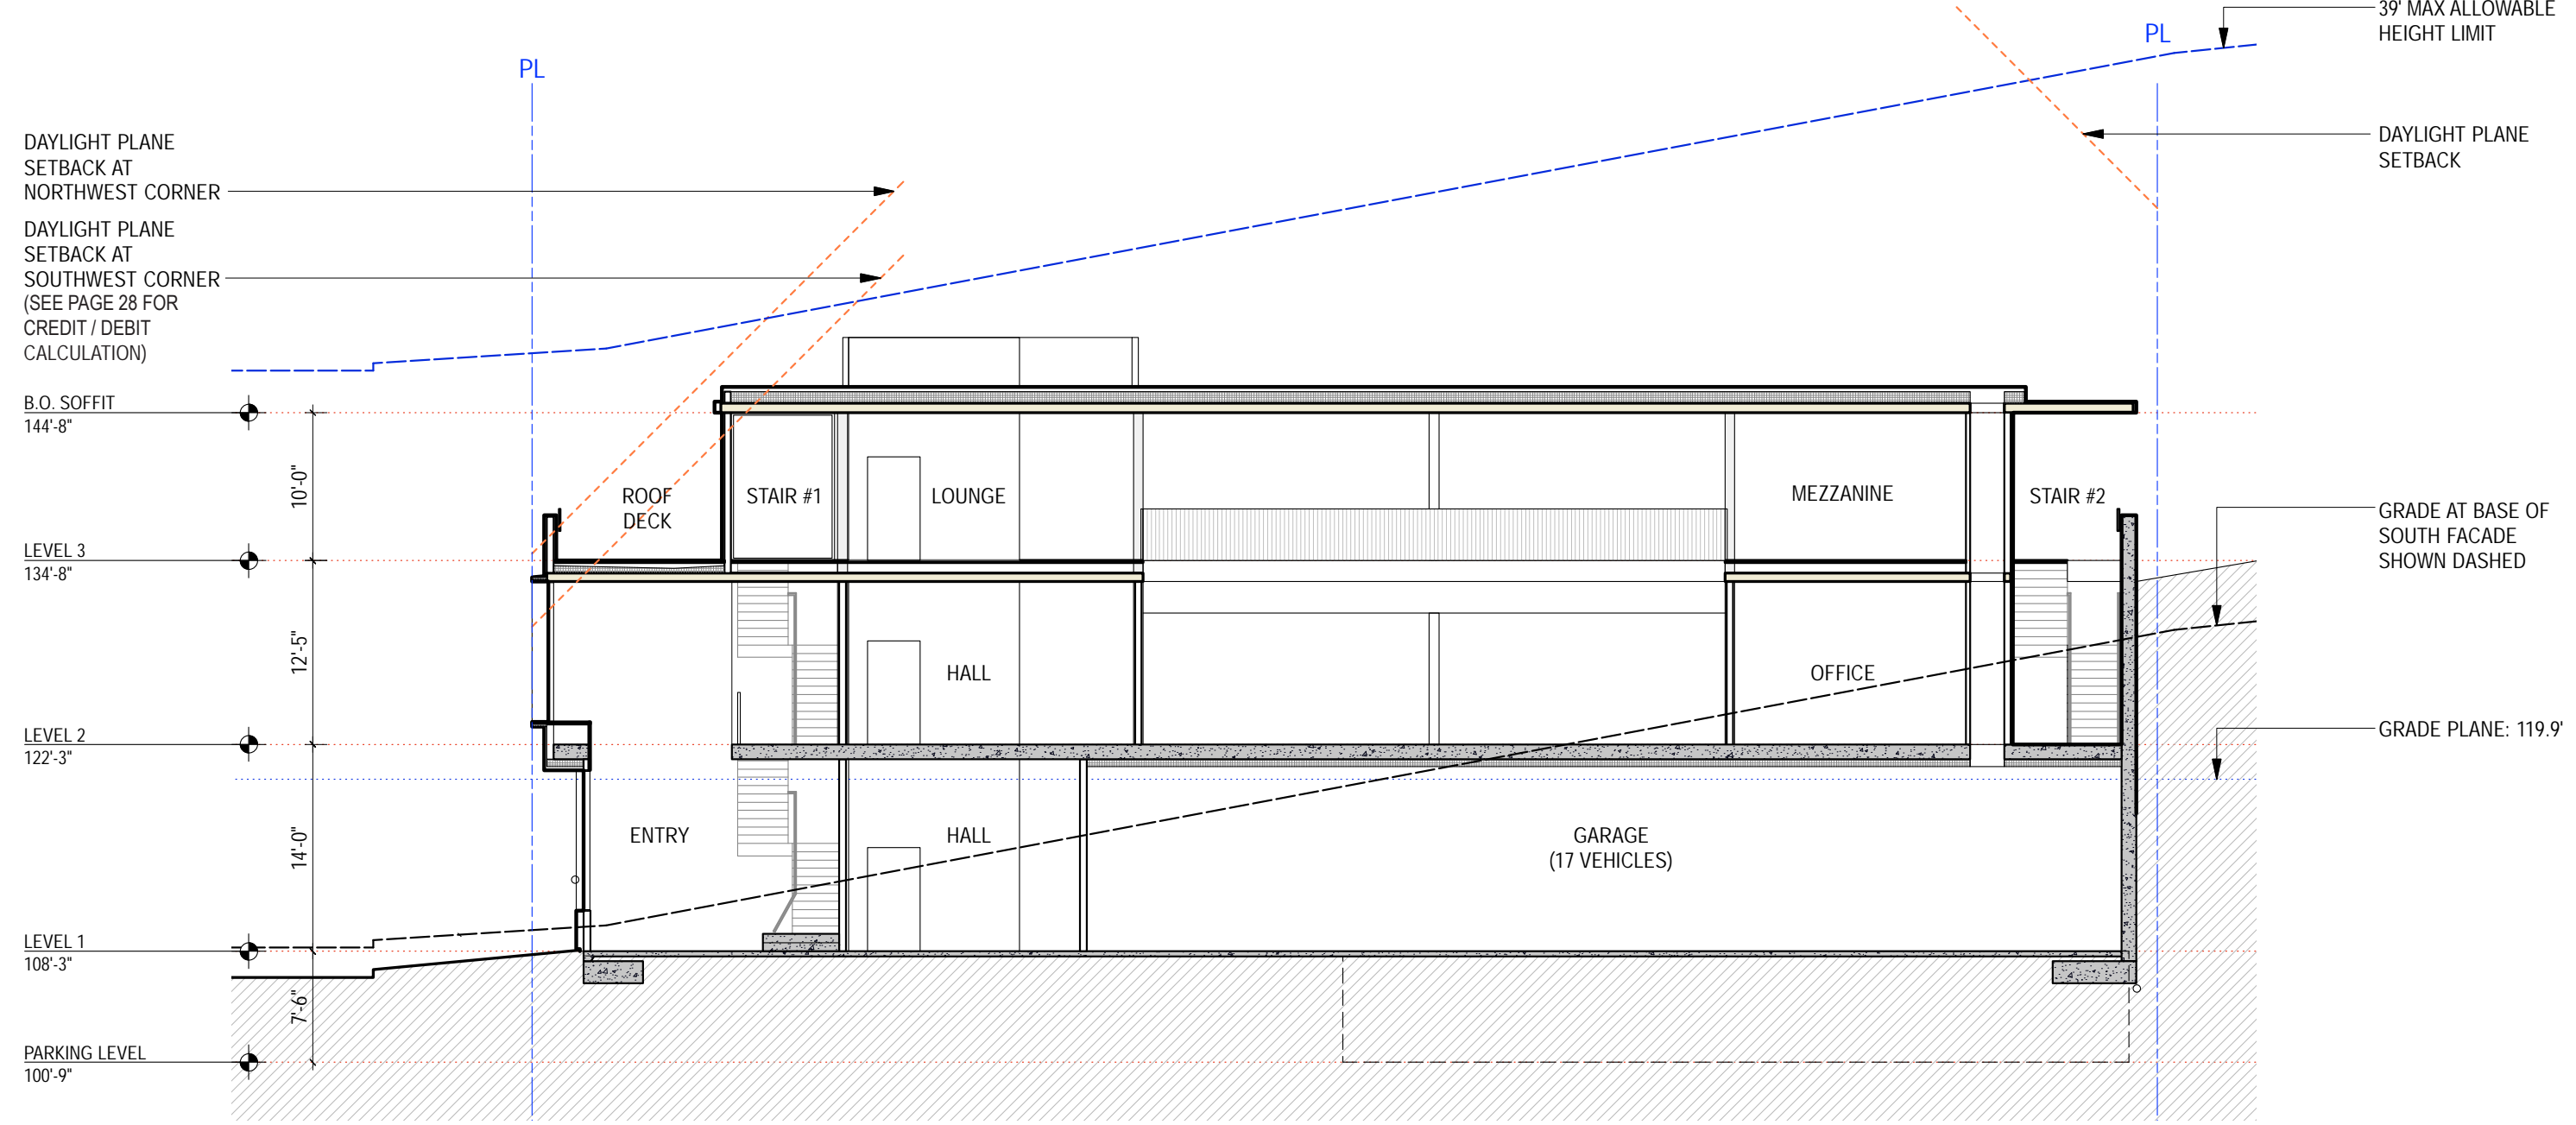 39' MAX ALLOWABLE
HEIGHT LIMIT
PL
PL
DAYLIGHT PLANE
SETBACK AT
NORTHWEST CORNER
DAYLIGHT PLANE
SETBACK
DAYLIGHT PLANE
SETBACK AT
SOUTHWEST CORNER
(SEE PAGE 28 FOR
CREDIT / DEBIT
CALCULATION)
B.O. SOFFIT
144'-8"
10'-0"
ROOF
DECK
STAIR #1
LOUNGE
MEZZANINE
STAIR #2
GRADE AT BASE OF
SOUTH FACADE
SHOWN DASHED
LEVEL 3
134'-8"
12'-5"
HALL
OFFICE
LEVEL 2
122'-3"
GRADE PLANE: 119.9'
14'-0"
ENTRY
HALL
GARAGE
(17 VEHICLES)
LEVEL 1
108'-3"
7'-6"
PARKING LEVEL
100'-9"